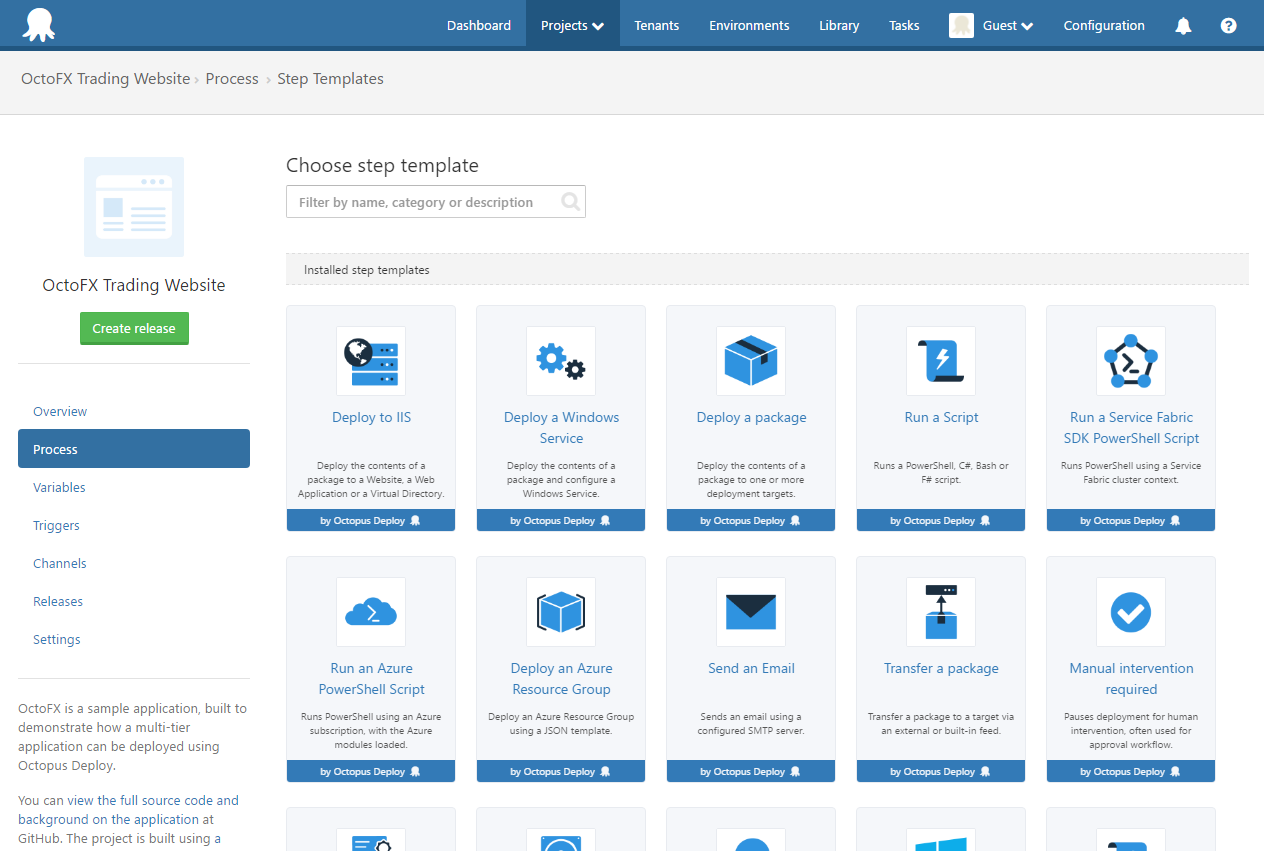 Dashboard Projects Tenants Environments Library Tasks Guest Configuration ?
OctoFX Trading Website › Process › Step Templates
Choose step template
Filter by name, category or description
Installed step templates
OctoFX Trading Website
Create release
Overview
Process
Variables
Triggers
Channels
Releases
Settings
OctoFX is a sample application, built to
demonstrate how a multi-tier
application can be deployed using
Octopus Deploy.
You can view the full source code and
background on the application at
GitHub. The project is built using a
Deploy to IIS
Deploy the contents of a
package to a Website, a Web
Application or a Virtual Directory.
by Octopus Deploy
Deploy a Windows
Service
Deploy the contents of a
package and configure a
Windows Service.
by Octopus Deploy
Deploy a package
Deploy the contents of a
package to one or more
deployment targets.
by Octopus Deploy
Run a Script
Runs a PowerShell, C#, Bash or
F# script.
by Octopus Deploy
Run a Service Fabric
SDK PowerShell Script
Runs PowerShell using a Service
Fabric cluster context.
by Octopus Deploy
Run an Azure
PowerShell Script
Runs PowerShell using an Azure
subscription, with the Azure
modules loaded.
by Octopus Deploy
Deploy an Azure
Resource Group
Deploy an Azure Resource Group
using a JSON template.
by Octopus Deploy
Send an Email
Sends an email using a
configured SMTP server.
by Octopus Deploy
Transfer a package
Transfer a package to a target via
an external or built-in feed.
by Octopus Deploy
Manual intervention
required
Pauses deployment for human
intervention, often used for
approval workflow.
by Octopus Deploy